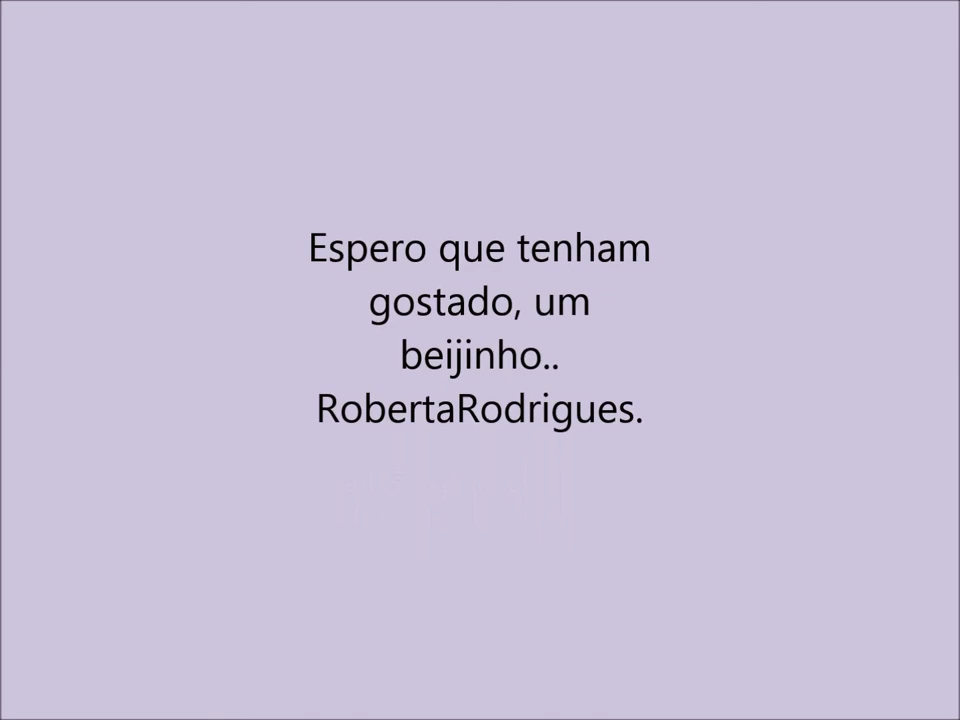 Espero que tenham
gostado, um
beijinho..
RobertaRodrigues.